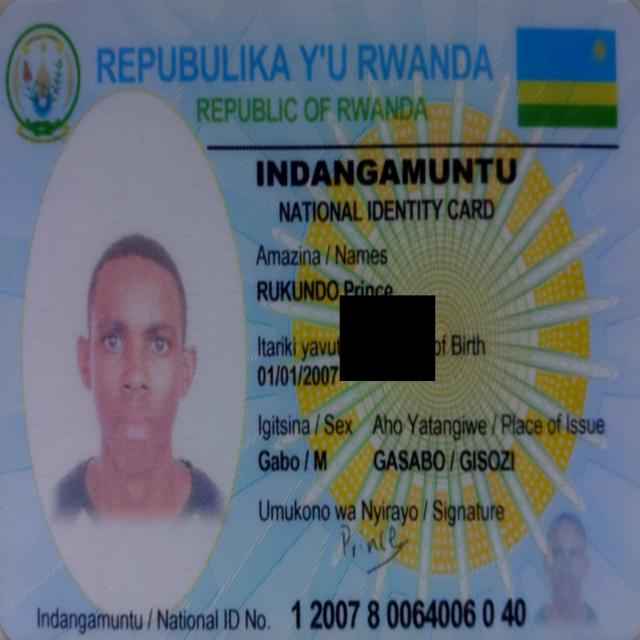 REPUBULIKA Y'U RWANDA
REPUBLIC OF RWANDA
INDANGAMUNTU
NATIONAL IDENTITY CARD
Amazina / Names
RUKUNDO Prince
Itariki of Birth
01/01/2007
Igitsina / Sex Aho Yatangiwe / Place of Issue
Gabo / M GASABO / GISOZI
Umukono wa Nyirayo / Signature
Prince
Indangamuntu / National ID No. 1 2007 8 0064006 0 40